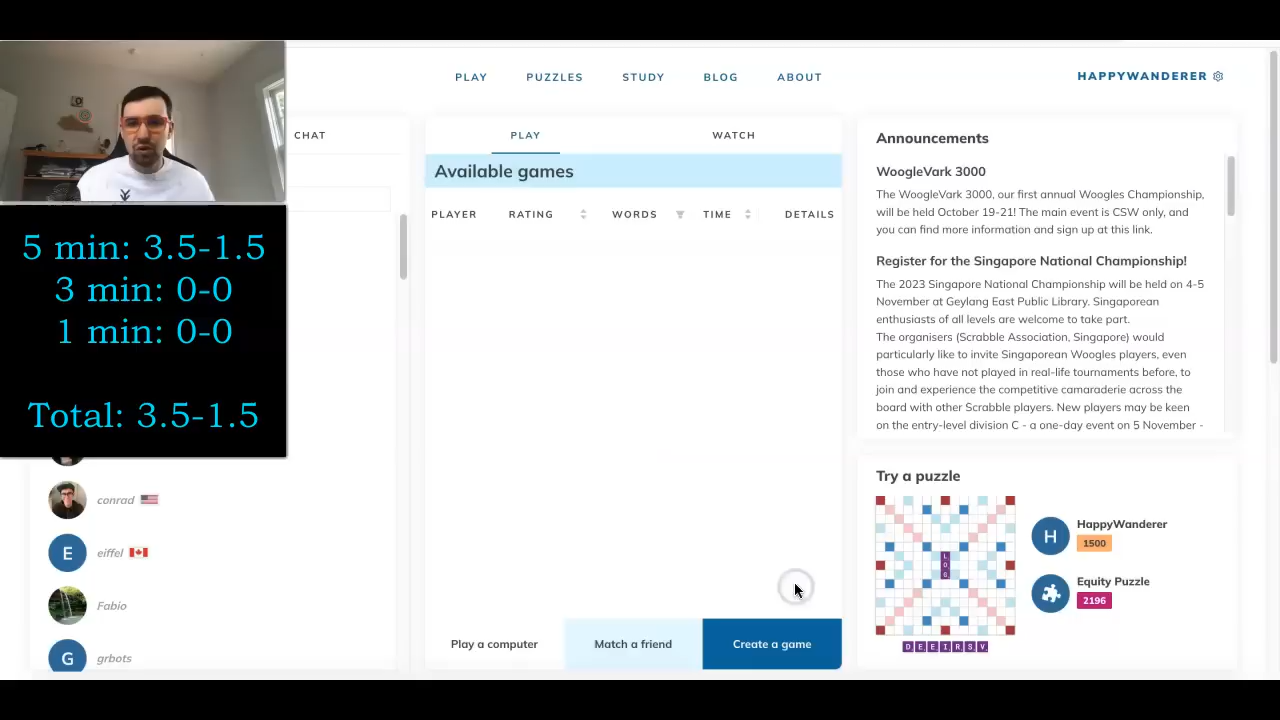 PLAY PUZZLES STUDY BLOG ABOUT
HAPPYWANDERER
CHAT
PLAY WATCH
Available games
PLAYER RATING WORDS TIME DETAILS
Play a computer
Match a friend
Create a game
5 min: 3.5-1.5
3 min: 0-0
1 min: 0-0
Total: 3.5-1.5
conrad
E eiffel
Fabio
G grbots
Announcements
WoogleVark 3000
The WoogleVark 3000, our first annual Woogles Championship,
will be held October 19-21! The main event is CSW only, and
you can find more information and sign up at this link.
Register for the Singapore National Championship!
The 2023 Singapore National Championship will be held on 4-5
November at Geylang East Public Library. Singaporean
enthusiasts of all levels are welcome to take part.
The organisers (Scrabble Association, Singapore) would
particularly like to invite Singaporean Woogles players, even
those who have not played in real-life tournaments before, to
join and experience the competitive camaraderie across the
board with other Scrabble players. New players may be keen
on the entry-level division C - a one-day event on 5 November -
Try a puzzle
L
O
G
D E E I R S V
H HappyWanderer
1500
Equity Puzzle
2196